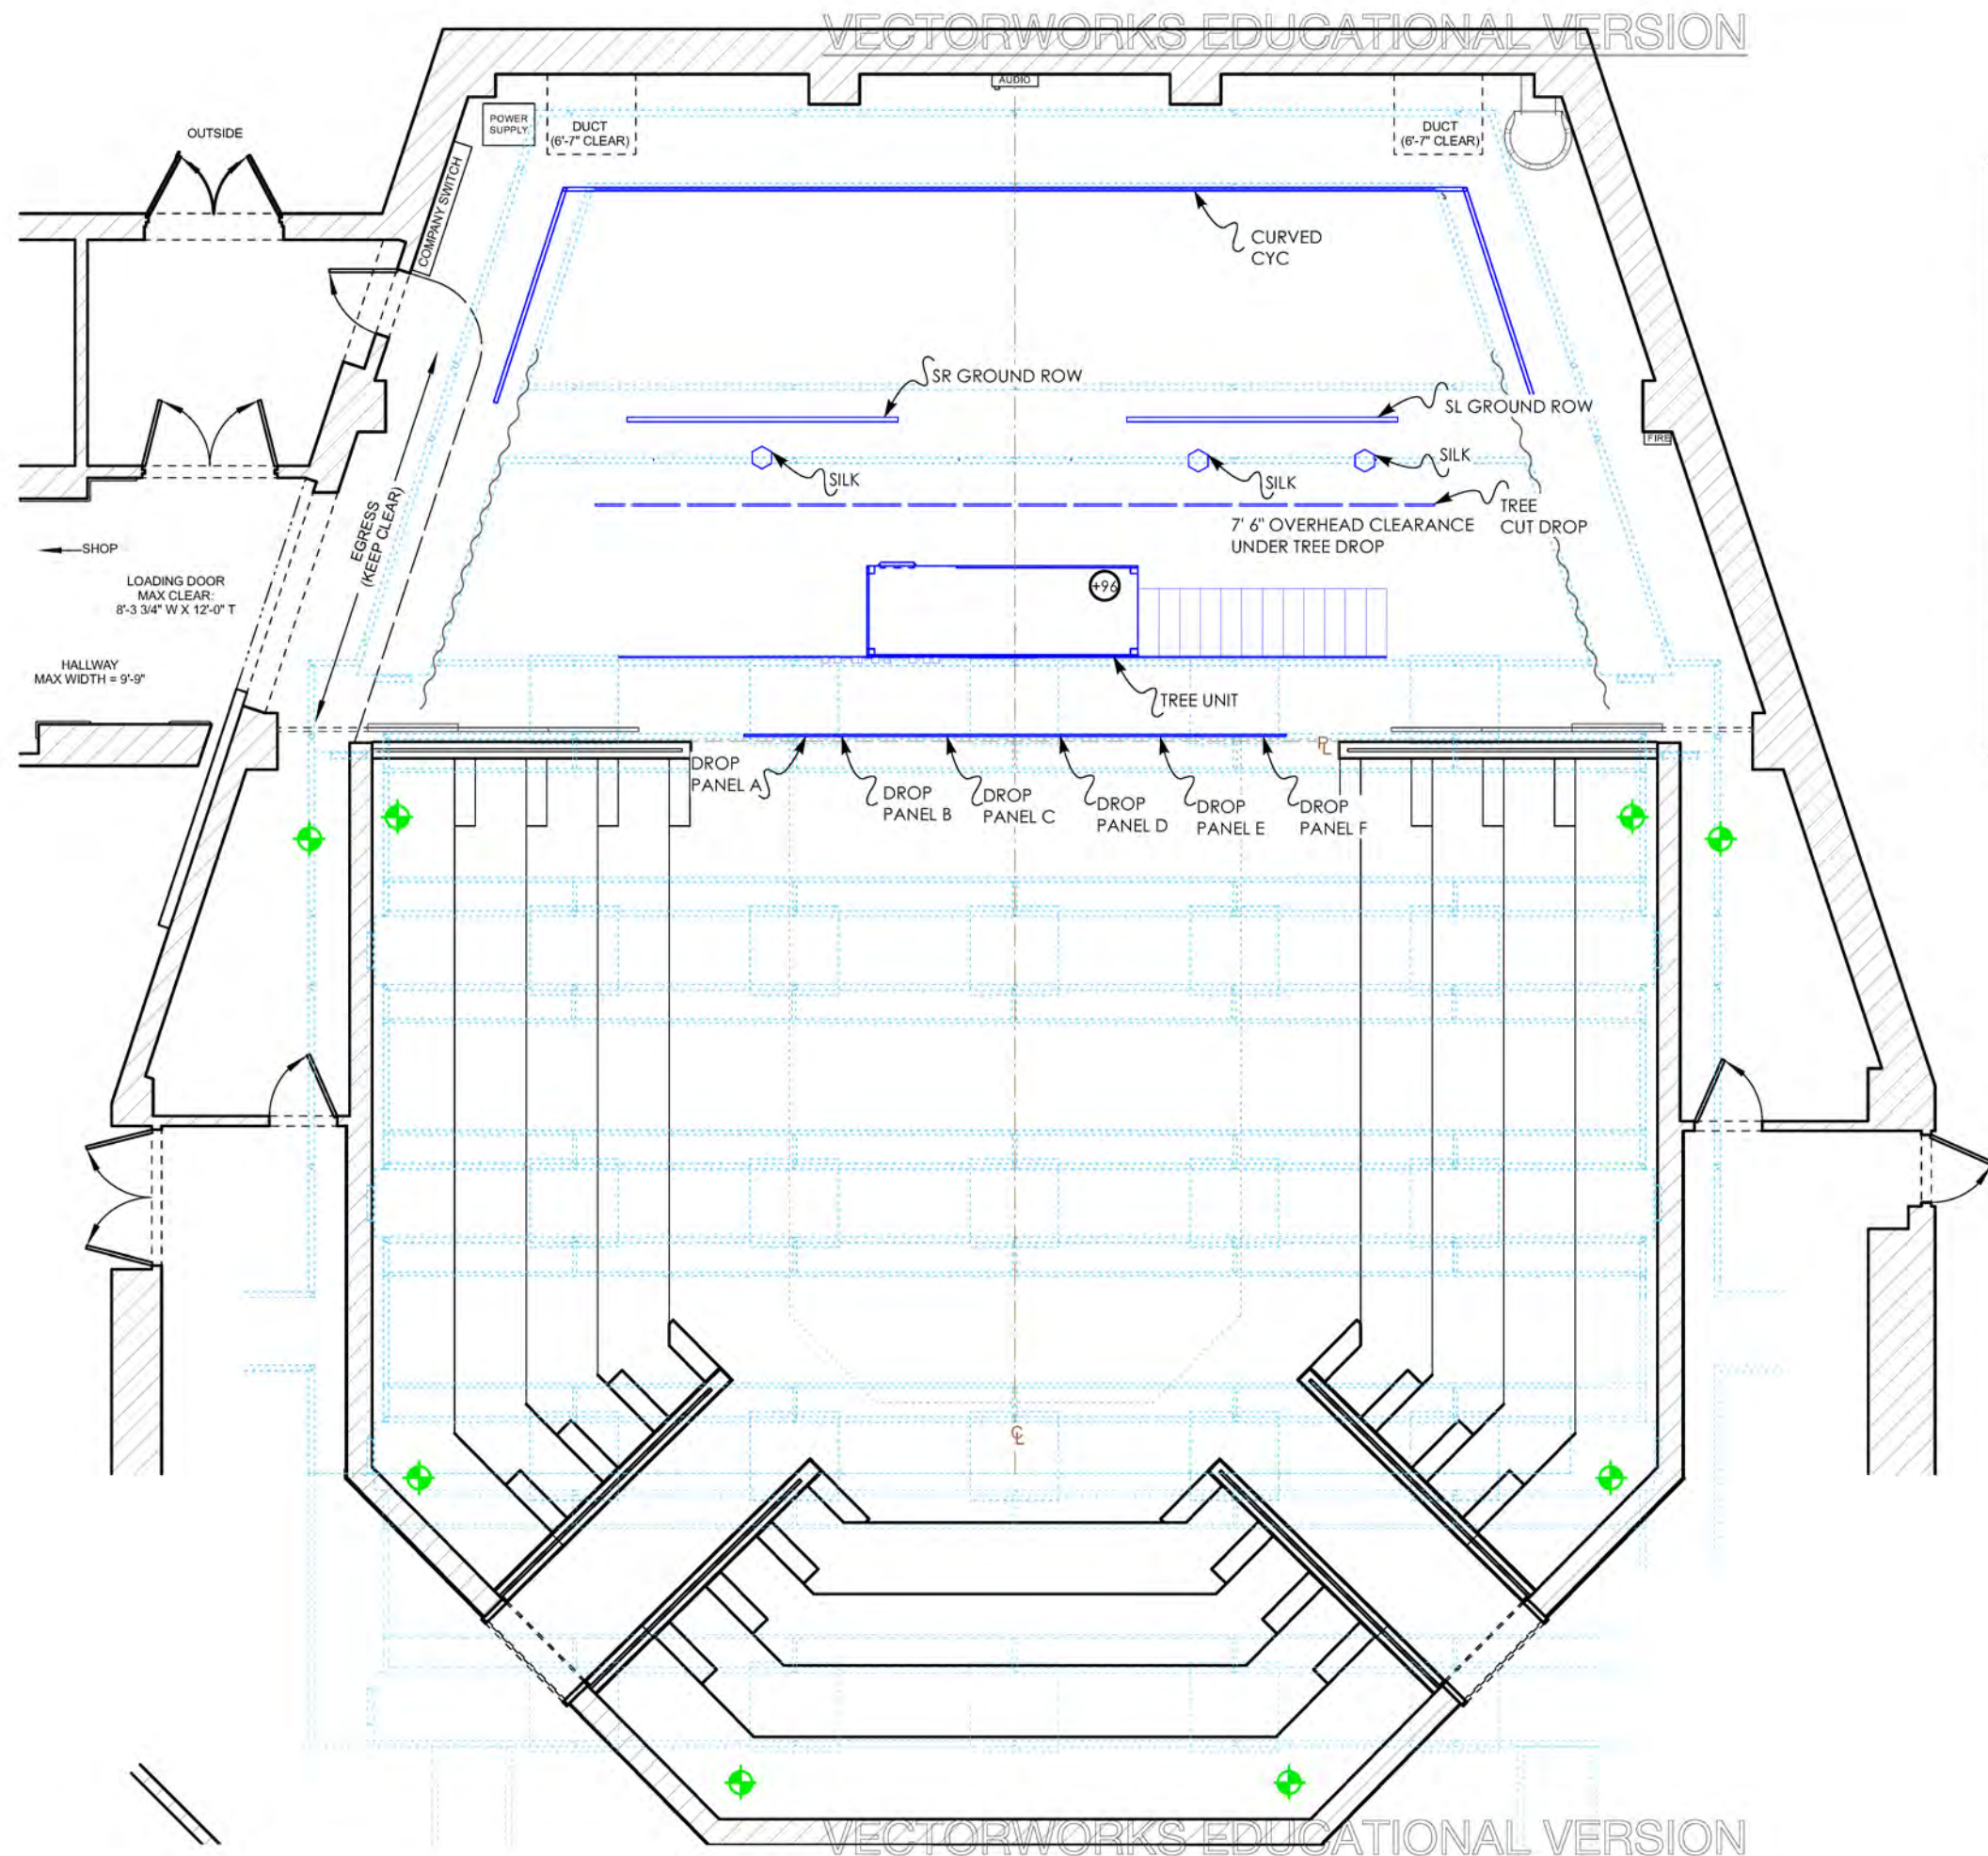 VECTORWORKS EDUCATIONAL VERSION
AUDIO
POWER
SUPPLY
DUCT
(6'-7" CLEAR)
DUCT
(6'-7" CLEAR)
OUTSIDE
COMPANY SWITCH
CURVED
CYC
SR GROUND ROW
SL GROUND ROW
FIRE
SILK
SILK
SILK
TREE
CUT DROP
7' 6" OVERHEAD CLEARANCE
UNDER TREE DROP
EGRESS
(KEEP CLEAR)
SHOP
LOADING DOOR
MAX CLEAR:
8'-3 3/4" W X 12'-0" T
+96
HALLWAY
MAX WIDTH = 9'-9"
TREE UNIT
PL
DROP
PANEL A
DROP
PANEL B
DROP
PANEL C
DROP
PANEL D
DROP
PANEL E
DROP
PANEL F
CL
VECTORWORKS EDUCATIONAL VERSION